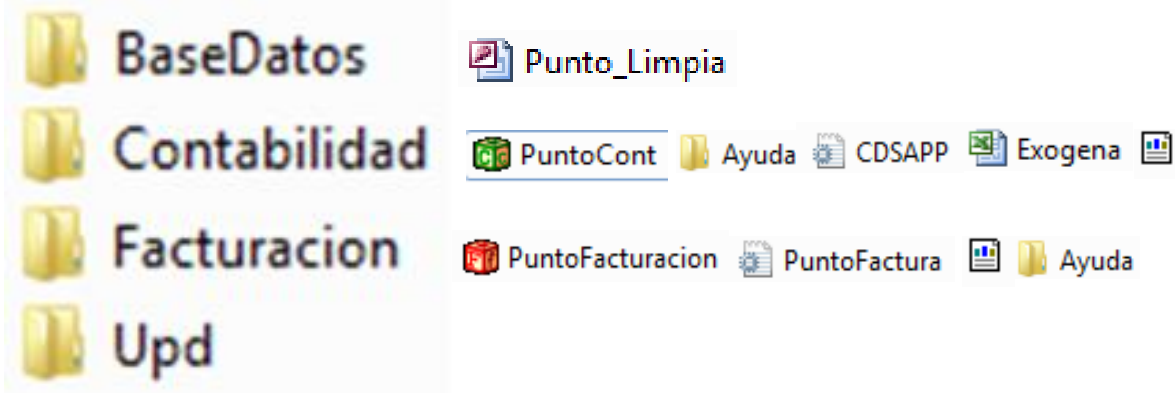 BaseDatos Punto_Limpia
Contabilidad PuntoCont Ayuda CDSAPP Exogena
Facturacion PuntoFacturacion PuntoFactura Ayuda
Upd